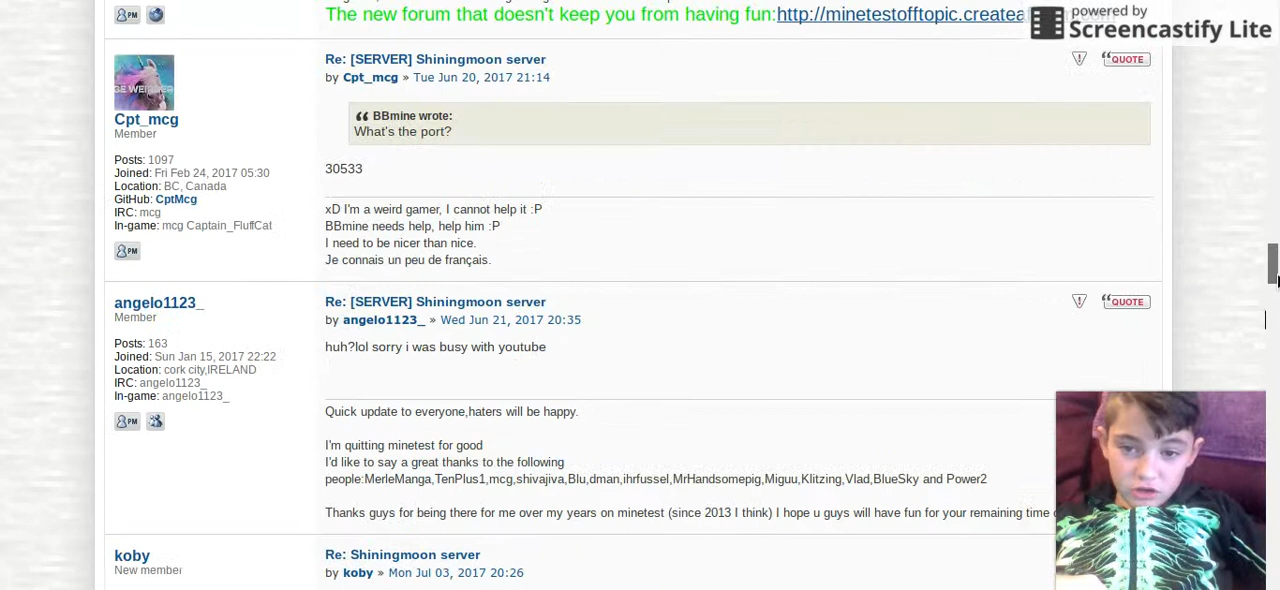 The new forum that doesn't keep you from having fun:http://minetestofftopic.createa
powered by
Screencastify Lite
GE WEIRDER
Cpt_mcg
Member
Posts: 1097
Joined: Fri Feb 24, 2017 05:30
Location: BC, Canada
GitHub: CptMcg
IRC: mcg
In-game: mcg Captain_FluffCat
PM
Re: [SERVER] Shiningmoon server
by Cpt_mcg » Tue Jun 20, 2017 21:14
QUOTE
BBmine wrote:
What's the port?
30533
xD I'm a weird gamer, I cannot help it :P
BBmine needs help, help him :P
I need to be nicer than nice.
Je connais un peu de français.
angelo1123_
Member
Posts: 163
Joined: Sun Jan 15, 2017 22:22
Location: cork city,IRELAND
IRC: angelo1123_
In-game: angelo1123_
PM
Re: [SERVER] Shiningmoon server
by angelo1123_ » Wed Jun 21, 2017 20:35
QUOTE
huh?lol sorry i was busy with youtube
Quick update to everyone,haters will be happy.
I'm quitting minetest for good
I'd like to say a great thanks to the following
people:MerleManga,TenPlus1,mcg,shivajiva,Blu,dman,ihrfussel,MrHandsomepig,Miguu,Klitzing,Vlad,BlueSky and Power2
Thanks guys for being there for me over my years on minetest (since 2013 I think) I hope u guys will have fun for your remaining time
koby
New member
Re: Shiningmoon server
by koby » Mon Jul 03, 2017 20:26